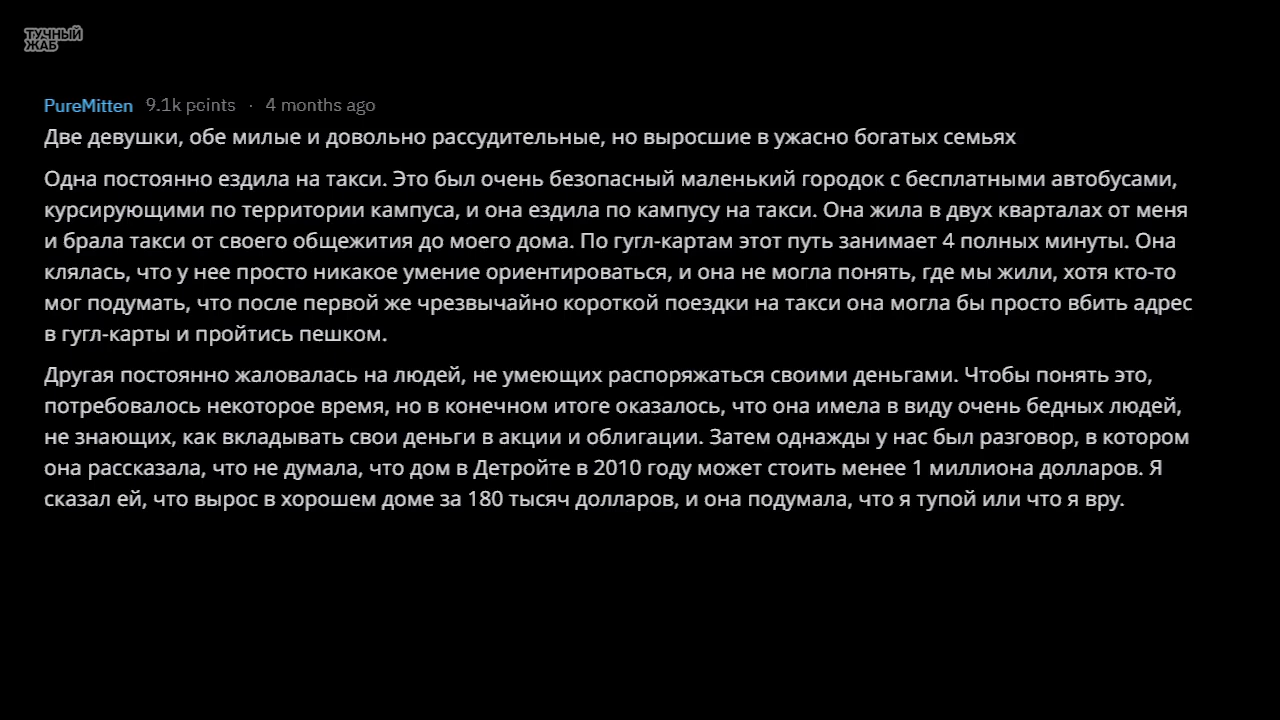 ТУЧНЫЙ
ЖАБ
PureMitten 9.1k points · 4 months ago
Две девушки, обе милые и довольно рассудительные, но выросшие в ужасно богатых семьях
Одна постоянно ездила на такси. Это был очень безопасный маленький городок с бесплатными автобусами,
курсирующими по территории кампуса, и она ездила по кампусу на такси. Она жила в двух кварталах от меня
и брала такси от своего общежития до моего дома. По гугл-картам этот путь занимает 4 полных минуты. Она
клялась, что у нее просто никакое умение ориентироваться, и она не могла понять, где мы жили, хотя кто-то
мог подумать, что после первой же чрезвычайно короткой поездки на такси она могла бы просто вбить адрес
в гугл-карты и пройтись пешком.
Другая постоянно жаловалась на людей, не умеющих распоряжаться своими деньгами. Чтобы понять это,
потребовалось некоторое время, но в конечном итоге оказалось, что она имела в виду очень бедных людей,
не знающих, как вкладывать свои деньги в акции и облигации. Затем однажды у нас был разговор, в котором
она рассказала, что не думала, что дом в Детройте в 2010 году может стоить менее 1 миллиона долларов. Я
сказал ей, что вырос в хорошем доме за 180 тысяч долларов, и она подумала, что я тупой или что я вру.